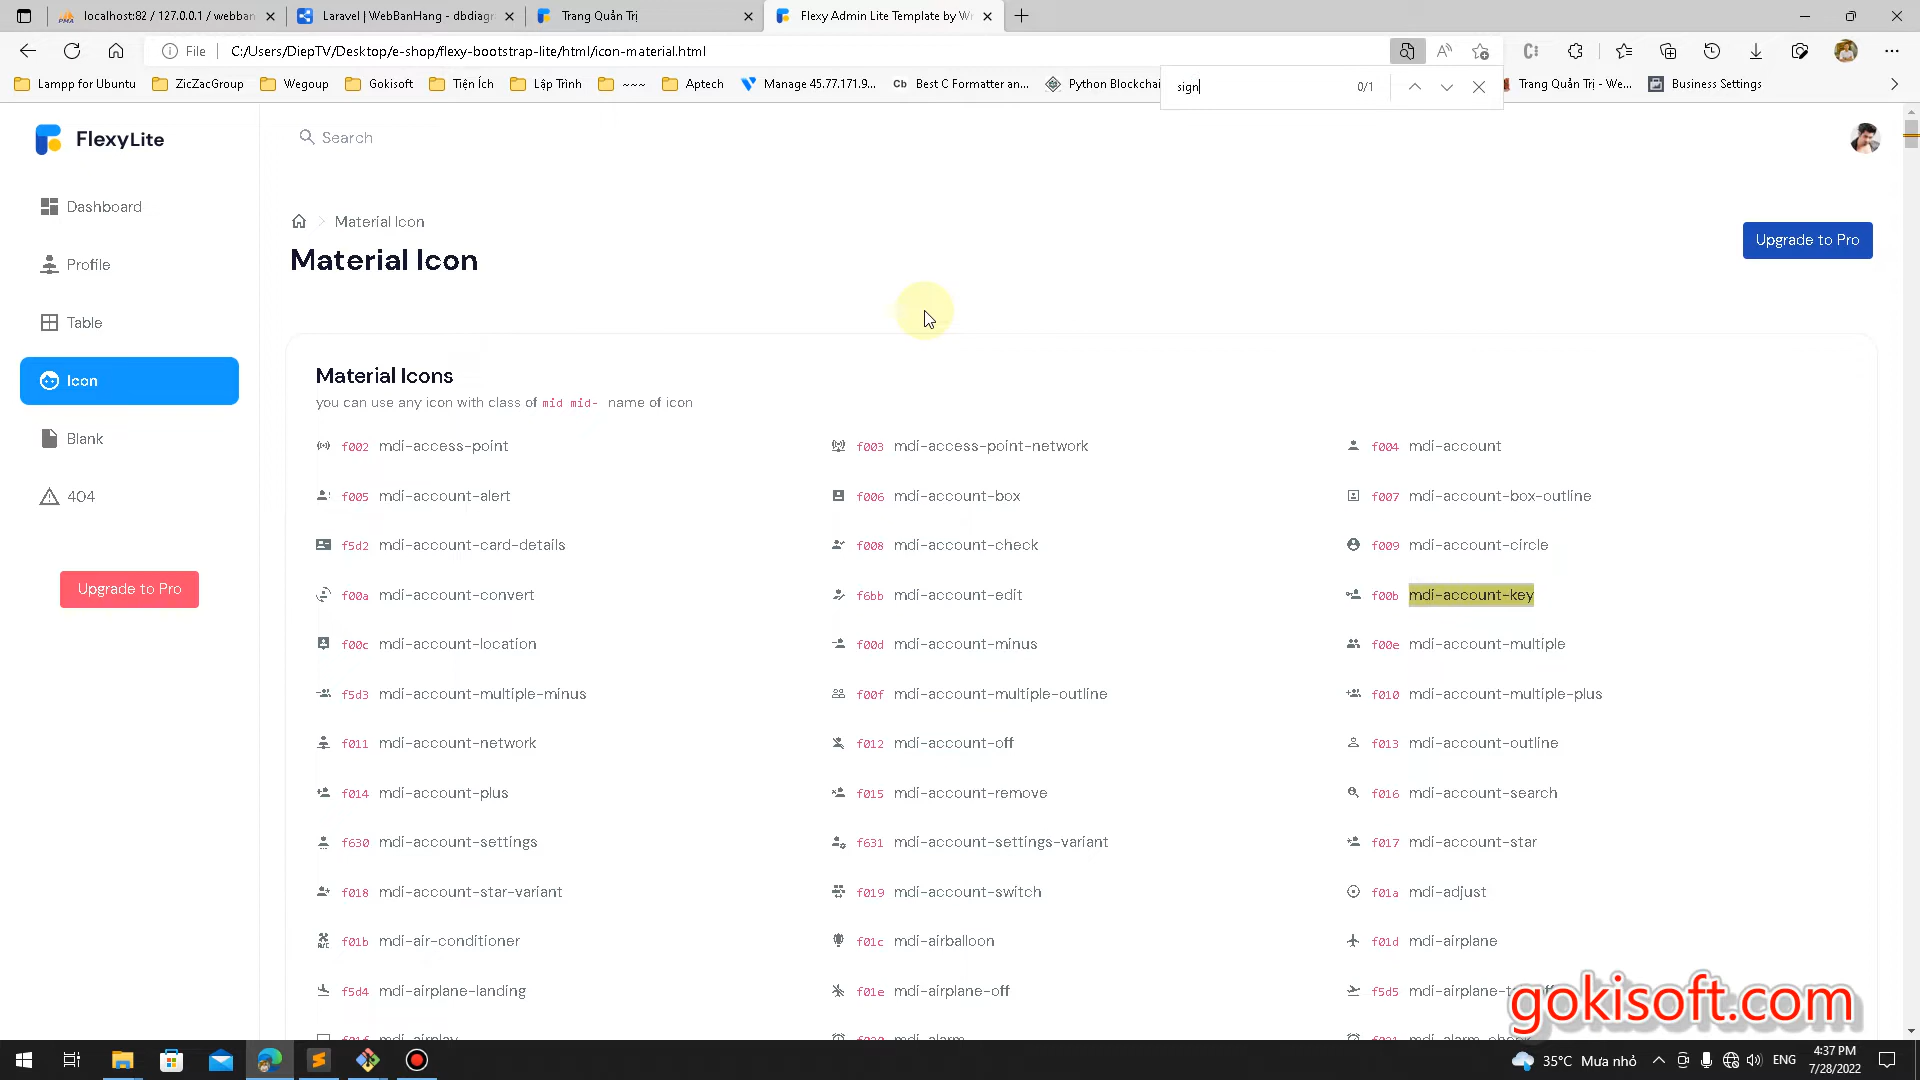 localhost:82 / 127.0.0.1 / webban
Laravel | WebBanHang - dbdiagr
Trang Quản Trị
Flexy Admin Lite Template by W
File
C:/Users/DiepTV/Desktop/e-shop/flexy-bootstrap-lite/html/icon-material.html
Lampp for Ubuntu
ZicZacGroup
Wegoup
Gokisoft
Tiện Ích
Lập Trình
~~~
Aptech
Manage 45.77.171.9...
Cb Best C Formatter an...
Python Blockchai
Trang Quản Trị - We...
Business Settings
sign
0/1
FlexyLite
Search
Dashboard
Profile
Table
Icon
Blank
404
Upgrade to Pro
Material Icon
Material Icon
Upgrade to Pro
Material Icons
you can use any icon with class of mid mid- name of icon
f002 mdi-access-point
f003 mdi-access-point-network
f004 mdi-account
f005 mdi-account-alert
f006 mdi-account-box
f007 mdi-account-box-outline
f5d2 mdi-account-card-details
f008 mdi-account-check
f009 mdi-account-circle
f00a mdi-account-convert
f6bb mdi-account-edit
f00b mdi-account-key
f00c mdi-account-location
f00d mdi-account-minus
f00e mdi-account-multiple
f5d3 mdi-account-multiple-minus
f00f mdi-account-multiple-outline
f010 mdi-account-multiple-plus
f011 mdi-account-network
f012 mdi-account-off
f013 mdi-account-outline
f014 mdi-account-plus
f015 mdi-account-remove
f016 mdi-account-search
f630 mdi-account-settings
f631 mdi-account-settings-variant
f017 mdi-account-star
f018 mdi-account-star-variant
f019 mdi-account-switch
f01a mdi-adjust
f01b mdi-air-conditioner
f01c mdi-airballoon
f01d mdi-airplane
f5d4 mdi-airplane-landing
f01e mdi-airplane-off
f5d5 mdi-airplane-t
gokisoft.com
35°C Mưa nhỏ
ENG
4:37 PM
7/28/2022